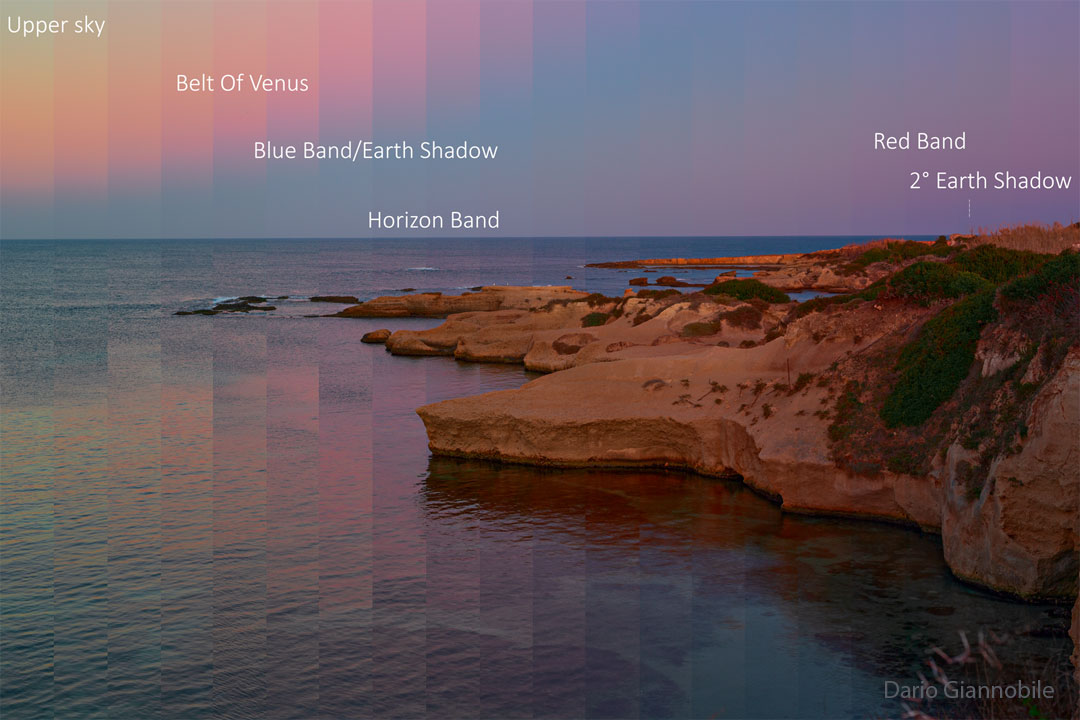 Upper sky
Belt Of Venus
Blue Band/Earth Shadow
Red Band
2° Earth Shadow
Horizon Band
Dario Giannobile